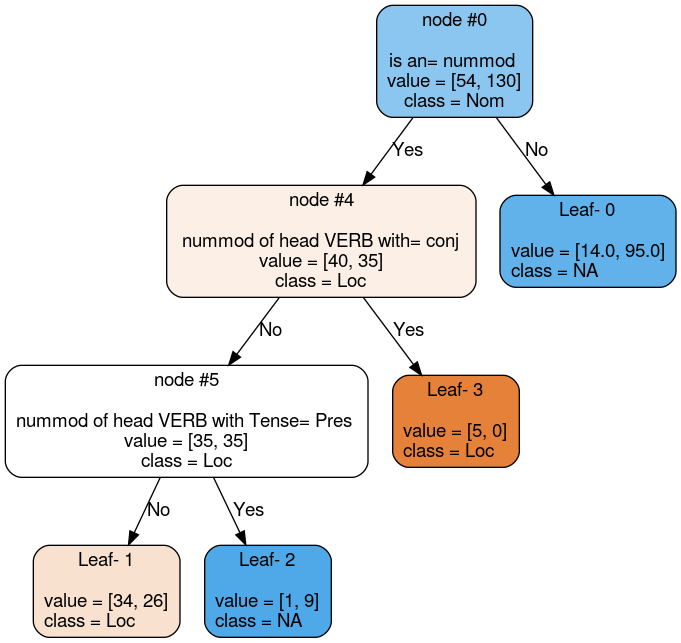 node #0
is an= nummod
value = [54, 130]
class = Nom
Yes
No
node #4
nummod of head VERB with= conj
value = [40, 35]
class = Loc
Leaf- 0
value = [14.0, 95.0]
class = NA
No
Yes
node #5
nummod of head VERB with Tense= Pres
value = [35, 35]
class = Loc
Leaf- 3
value = [5, 0]
class = Loc
No
Yes
Leaf- 1
value = [34, 26]
class = Loc
Leaf- 2
value = [1, 9]
class = NA